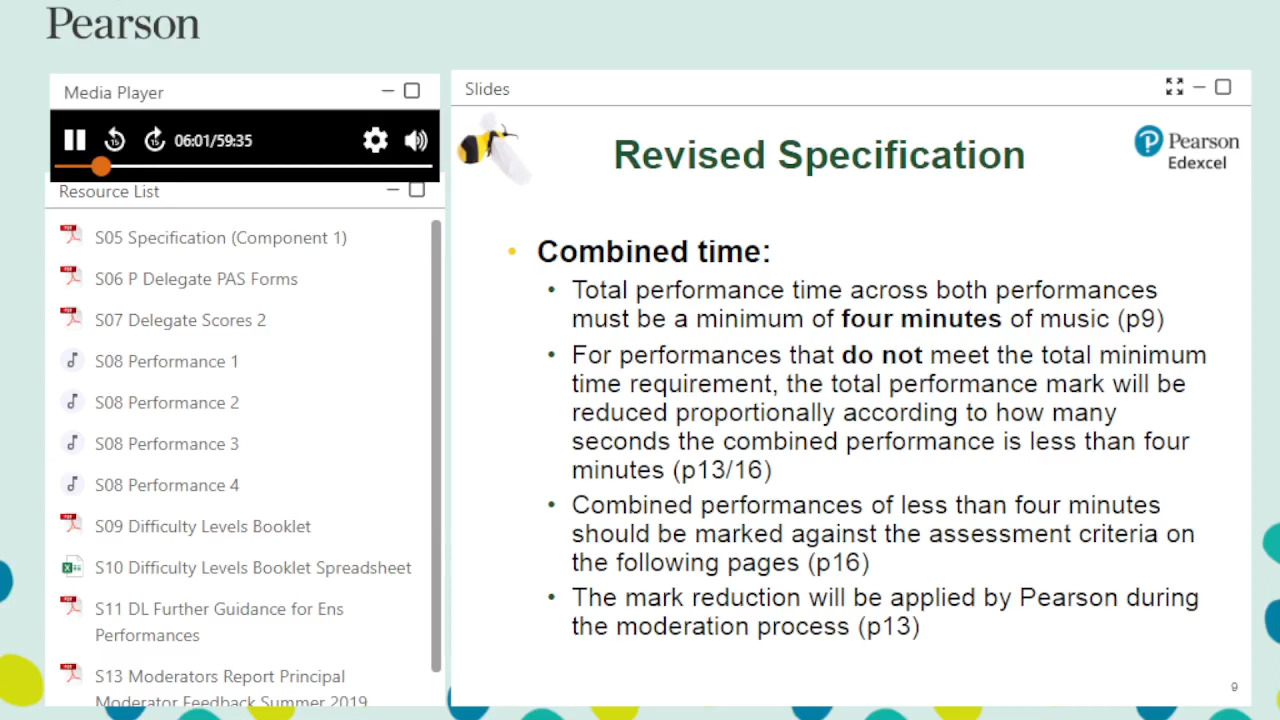 Pearson
Media Player
15
15
06:01/59:35
Resource List
S05 Specification (Component 1)
S06 P Delegate PAS Forms
S07 Delegate Scores 2
S08 Performance 1
S08 Performance 2
S08 Performance 3
S08 Performance 4
S09 Difficulty Levels Booklet
S10 Difficulty Levels Booklet Spreadsheet
S11 DL Further Guidance for Ens
Performances
S13 Moderators Report Principal
Moderator Feedback Summer 2019
Slides
Revised Specification
Pearson
Edexcel
• Combined time:
• Total performance time across both performances
must be a minimum of four minutes of music (p9)
• For performances that do not meet the total minimum
time requirement, the total performance mark will be
reduced proportionally according to how many
seconds the combined performance is less than four
minutes (p13/16)
• Combined performances of less than four minutes
should be marked against the assessment criteria on
the following pages (p16)
• The mark reduction will be applied by Pearson during
the moderation process (p13)
9